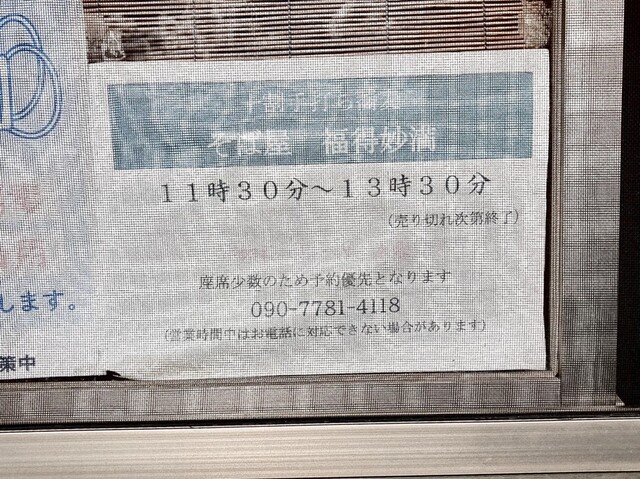 十割手打ち蕎麦
そば屋 福得妙満
11時30分～13時30分
(売り切れ次第終了)
座席少数のため予約優先となります
090-7781-4118
(営業時間中はお電話に対応できない場合があります)
します。
策中